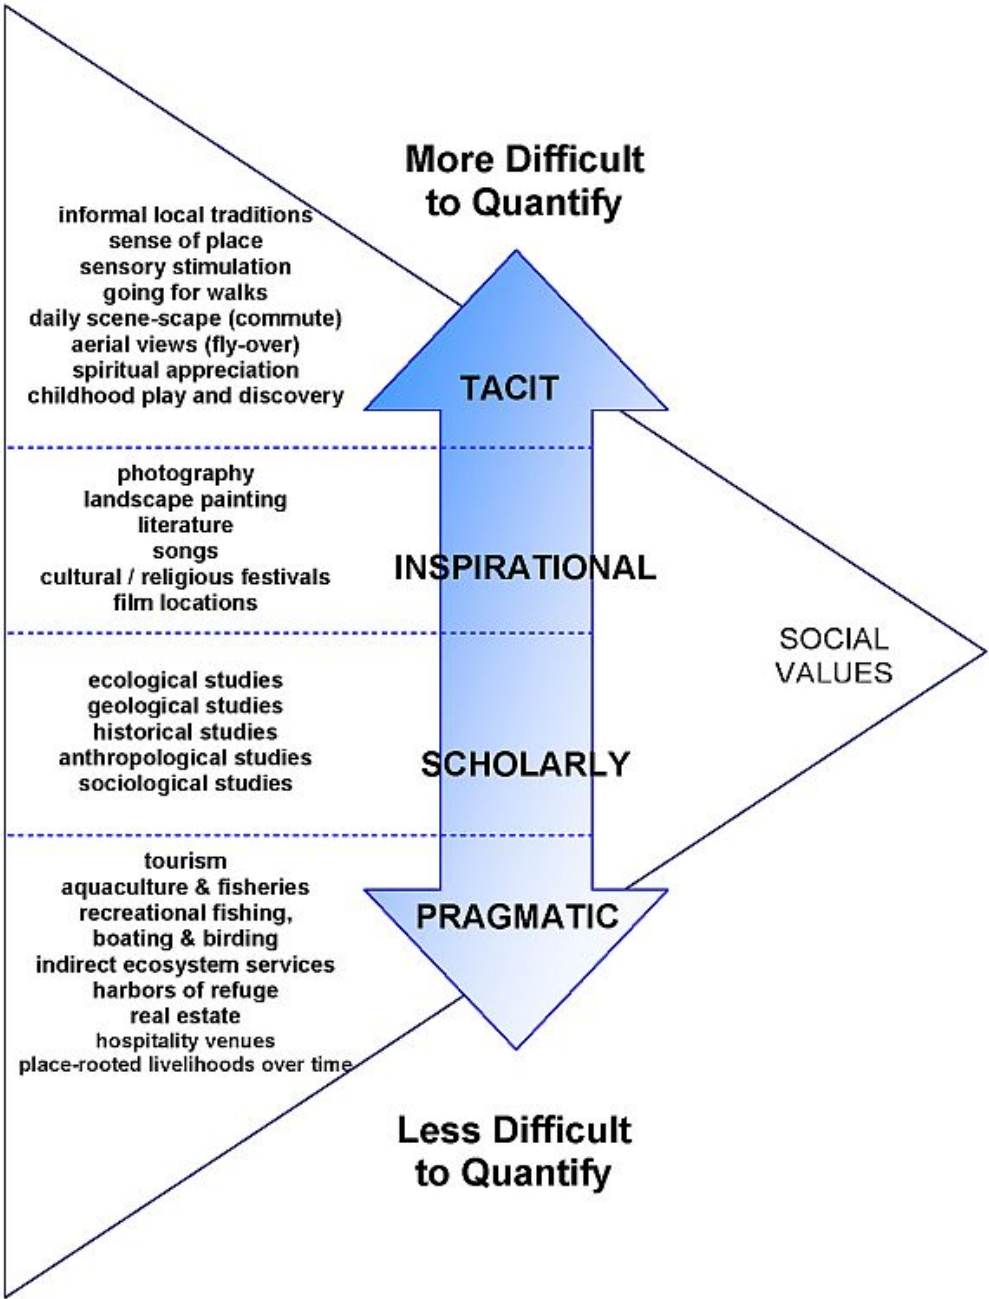 More Difficult
to Quantify
informal local traditions
sense of place
sensory stimulation
going for walks
daily scene-scape (commute)
aerial views (fly-over)
spiritual appreciation
childhood play and discovery
TACIT
photography
landscape painting
literature
songs
cultural / religious festivals
film locations
INSPIRATIONAL
SOCIAL
VALUES
ecological studies
geological studies
historical studies
anthropological studies
sociological studies
SCHOLARLY
tourism
aquaculture & fisheries
recreational fishing,
boating & birding
indirect ecosystem services
harbors of refuge
real estate
hospitality venues
place-rooted livelihoods over time
PRAGMATIC
Less Difficult
to Quantify